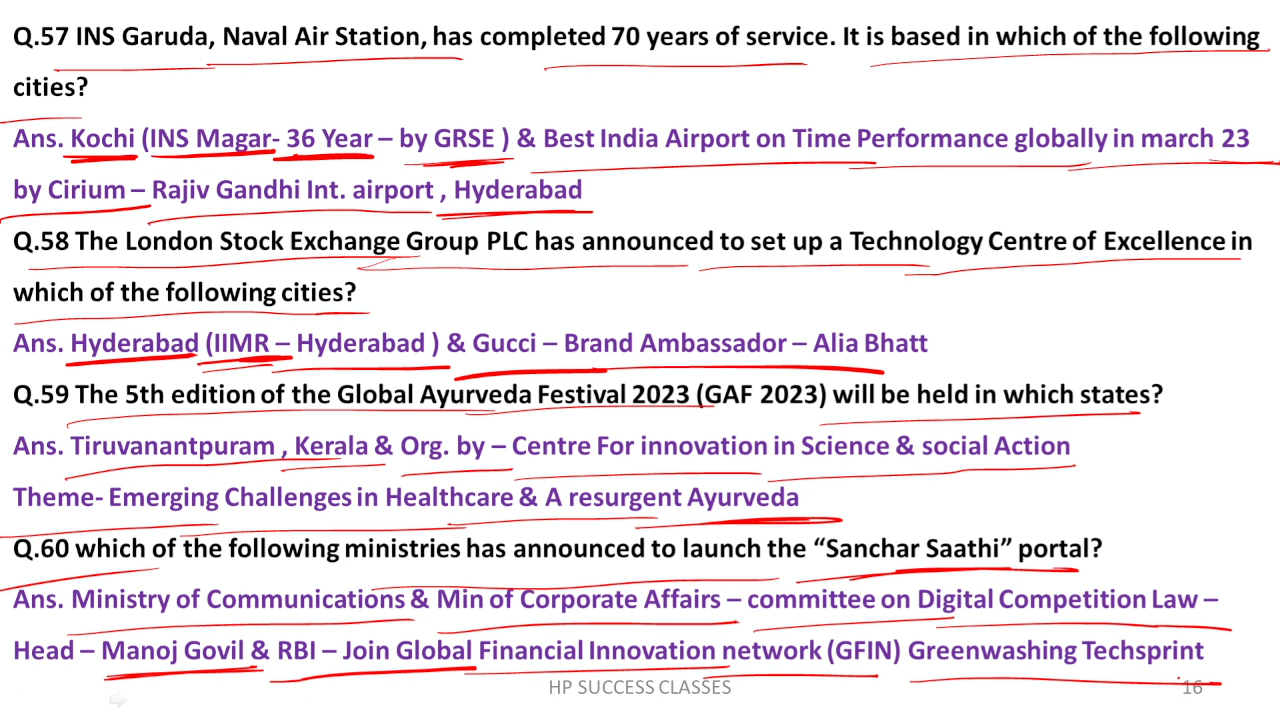 Q.57 INS Garuda, Naval Air Station, has completed 70 years of service. It is based in which of the following
cities?
Ans. Kochi (INS Magar- 36 Year – by GRSE ) & Best India Airport on Time Performance globally in march 23
by Cirium – Rajiv Gandhi Int. airport , Hyderabad
Q.58 The London Stock Exchange Group PLC has announced to set up a Technology Centre of Excellence in
which of the following cities?
Ans. Hyderabad (IIMR – Hyderabad ) & Gucci – Brand Ambassador – Alia Bhatt
Q.59 The 5th edition of the Global Ayurveda Festival 2023 (GAF 2023) will be held in which states?
Ans. Tiruvanantpuram , Kerala & Org. by – Centre For innovation in Science & social Action
Theme- Emerging Challenges in Healthcare & A resurgent Ayurveda
Q.60 which of the following ministries has announced to launch the “Sanchar Saathi” portal?
Ans. Ministry of Communications & Min of Corporate Affairs – committee on Digital Competition Law –
Head – Manoj Govil & RBI – Join Global Financial Innovation network (GFIN) Greenwashing Techsprint
HP SUCCESS CLASSES 16